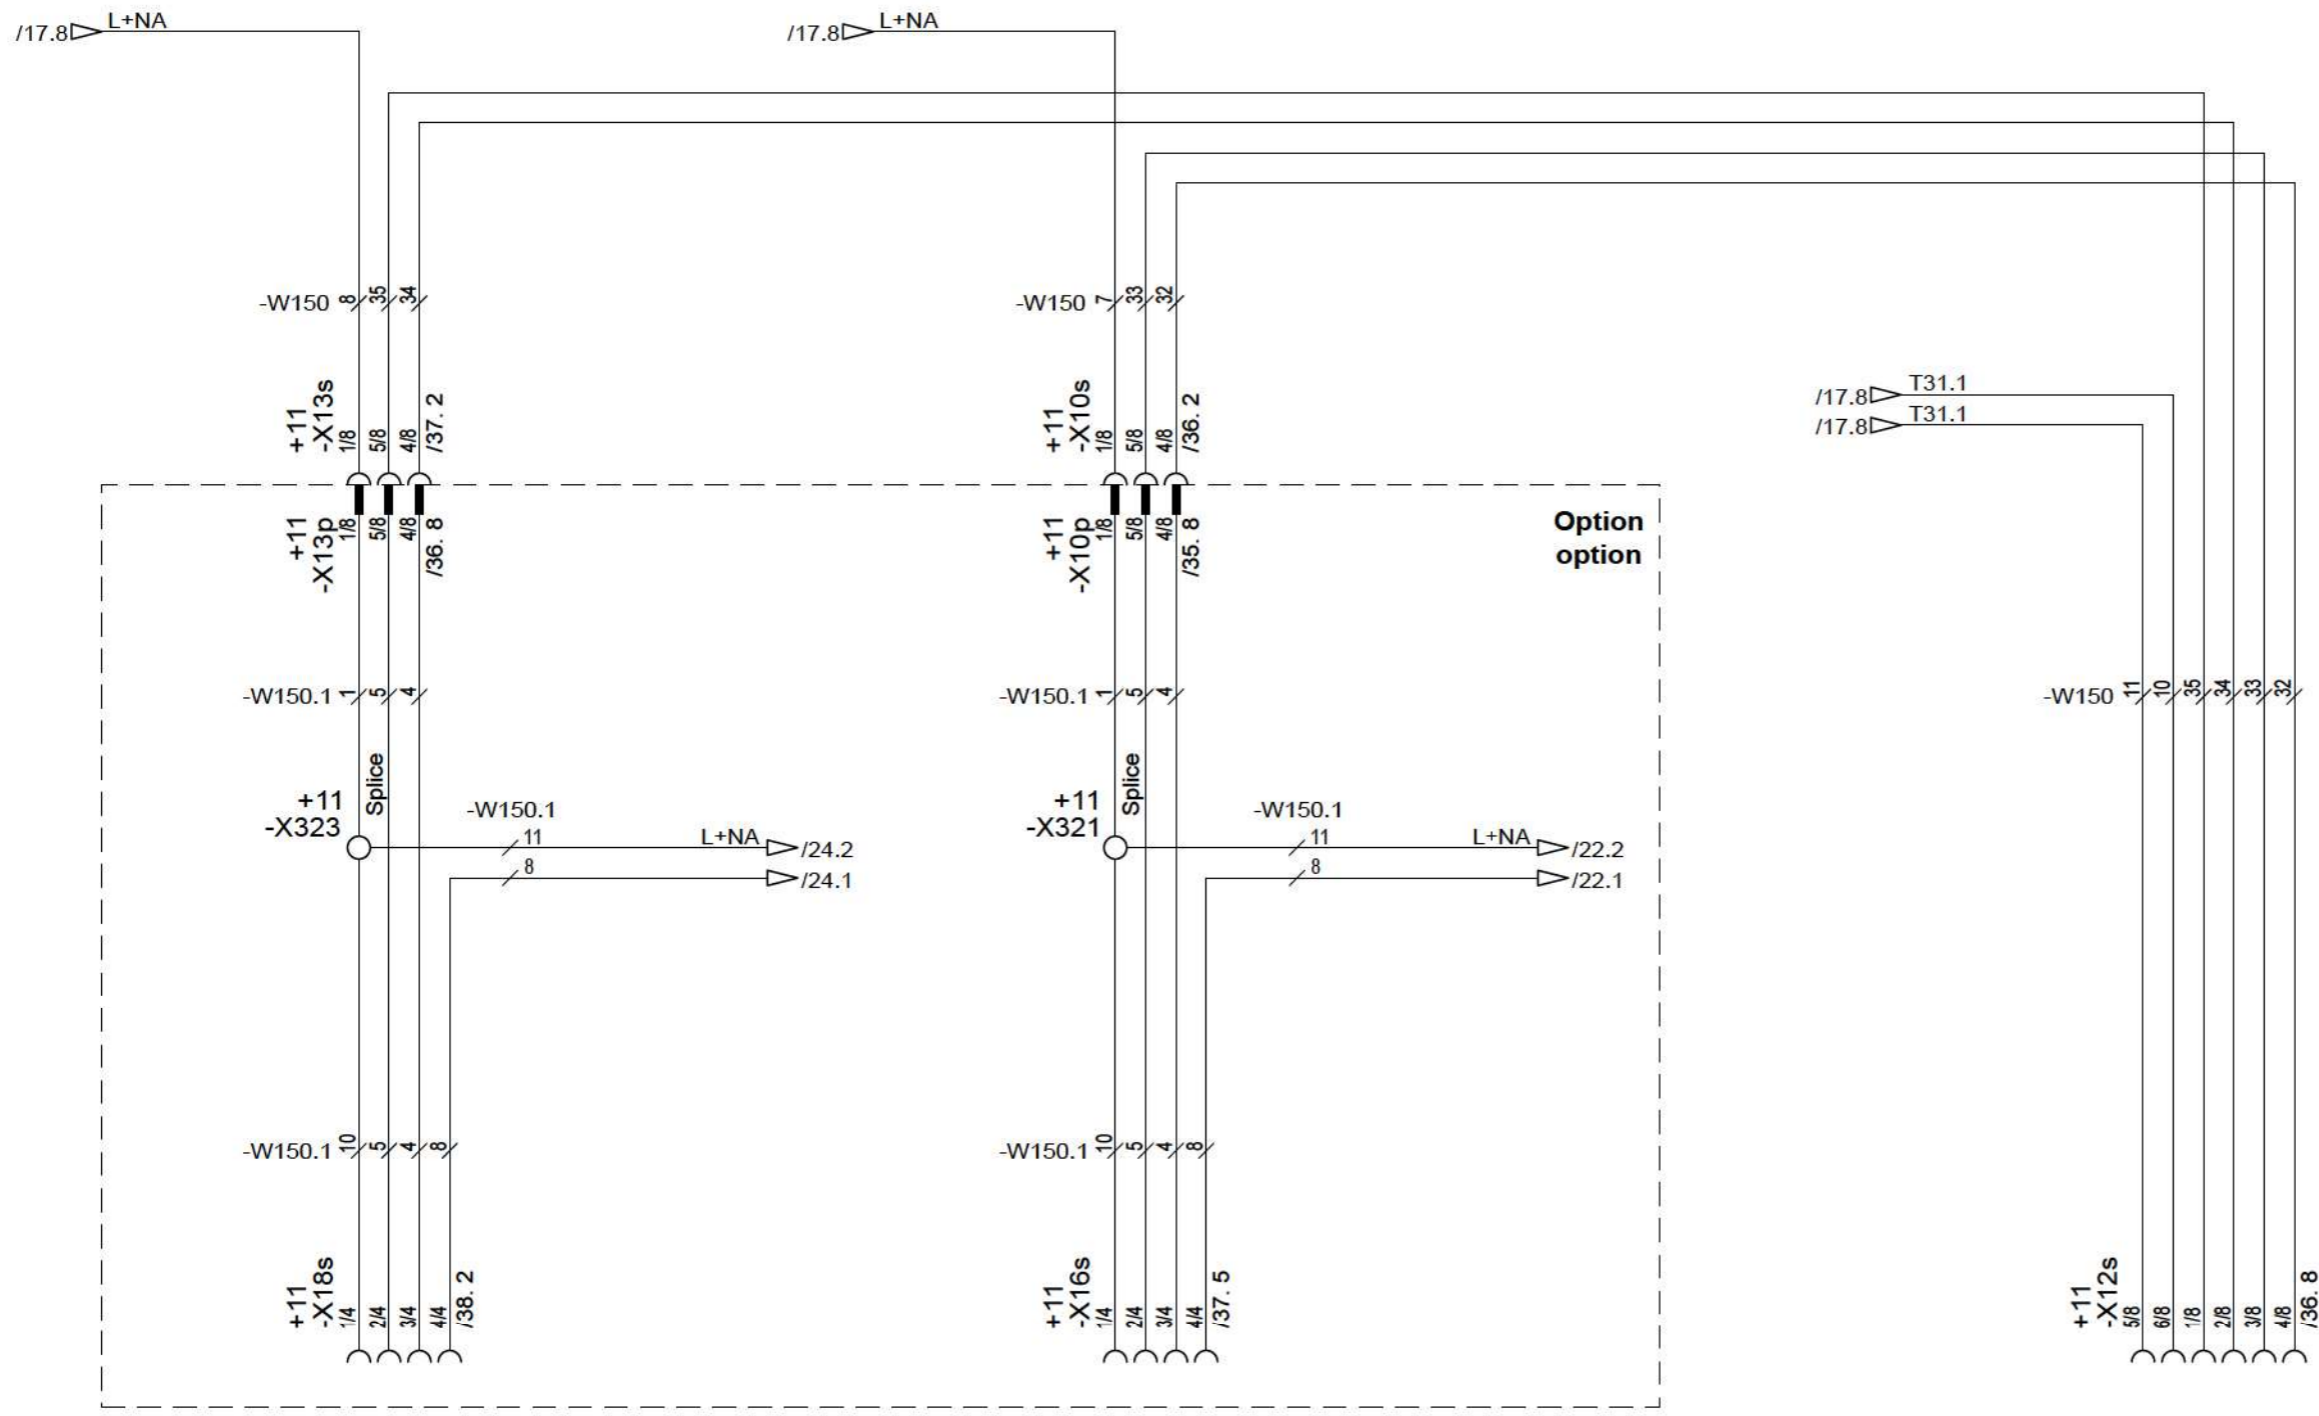 /17.8 L+NA
/17.8 L+NA
-W150 8 35 34
-W150 7 33 32
+11
-X13s
1/8 5/8 4/8 /37. 2
+11
-X10s
1/8 5/8 4/8 /36. 2
/17.8 T31.1
/17.8 T31.1
+11
-X13p
1/8 5/8 4/8 /36. 8
+11
-X10p
1/8 5/8 4/8 /35. 8
Option
option
-W150.1 1 5 4
-W150.1 1 5 4
-W150 11 10 35 34 33 32
Splice
+11
-X323
-W150.1
11 L+NA /24.2
8 /24.1
Splice
+11
-X321
-W150.1
11 L+NA /22.2
8 /22.1
-W150.1 10 5 4 8
-W150.1 10 5 4 8
+11
-X18s
1/4 2/4 3/4 4/4 /38. 2
+11
-X16s
1/4 2/4 3/4 4/4 /37. 5
+11
-X12s
5/8 6/8 1/8 2/8 3/8 4/8 /36. 8